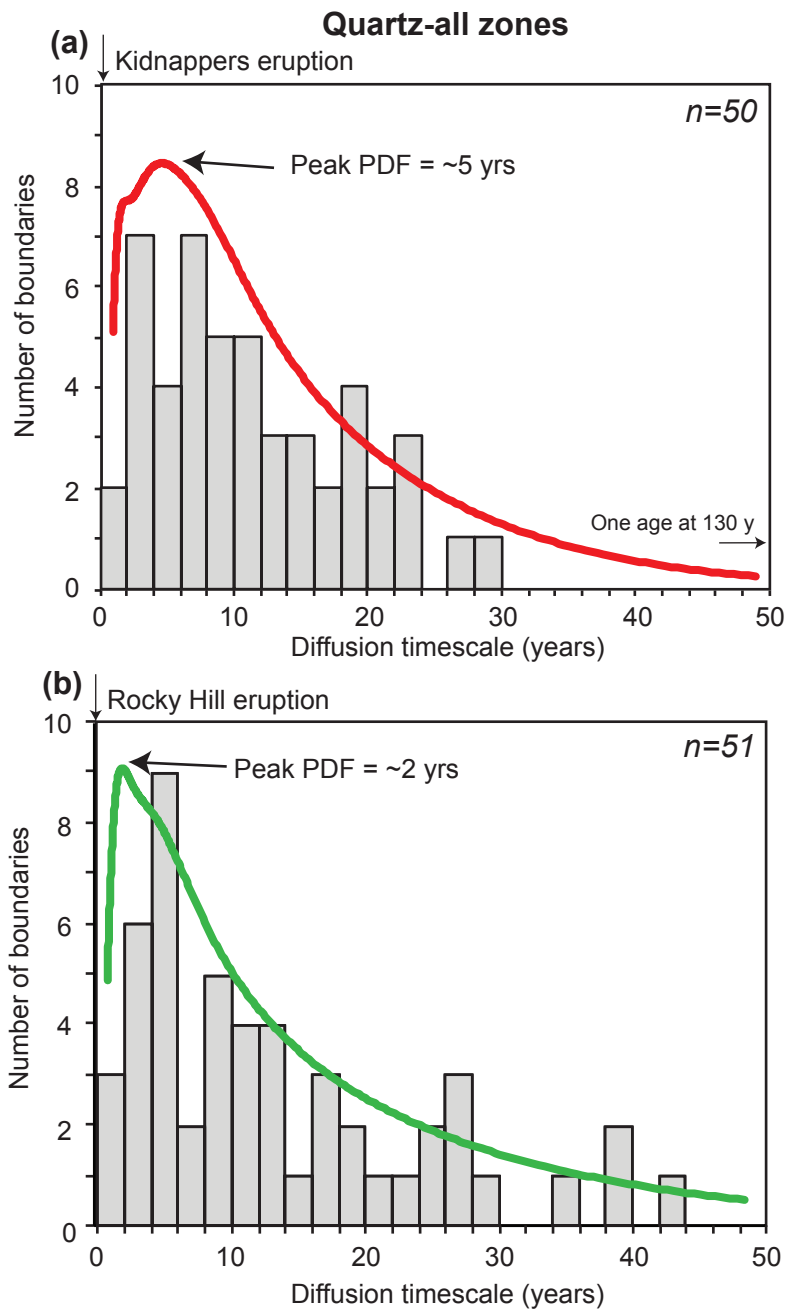 Quartz-all zones
(a)
Kidnappers eruption
10
8
6
4
2
0
n=50
Peak PDF = ~5 yrs
One age at 130 y
Number of boundaries
0 10 20 30 40 50
Diffusion timescale (years)
(b)
Rocky Hill eruption
10
8
6
4
2
0
n=51
Peak PDF = ~2 yrs
Number of boundaries
0 10 20 30 40 50
Diffusion timescale (years)